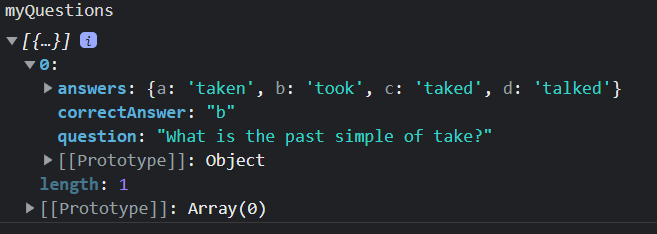 myQuestions
▼ [{…}] i
▼ 0:
▶ answers: {a: 'taken', b: 'took', c: 'taked', d: 'talked'}
correctAnswer: "b"
question: "What is the past simple of take?"
▶ [[Prototype]]: Object
length: 1
▶ [[Prototype]]: Array(0)